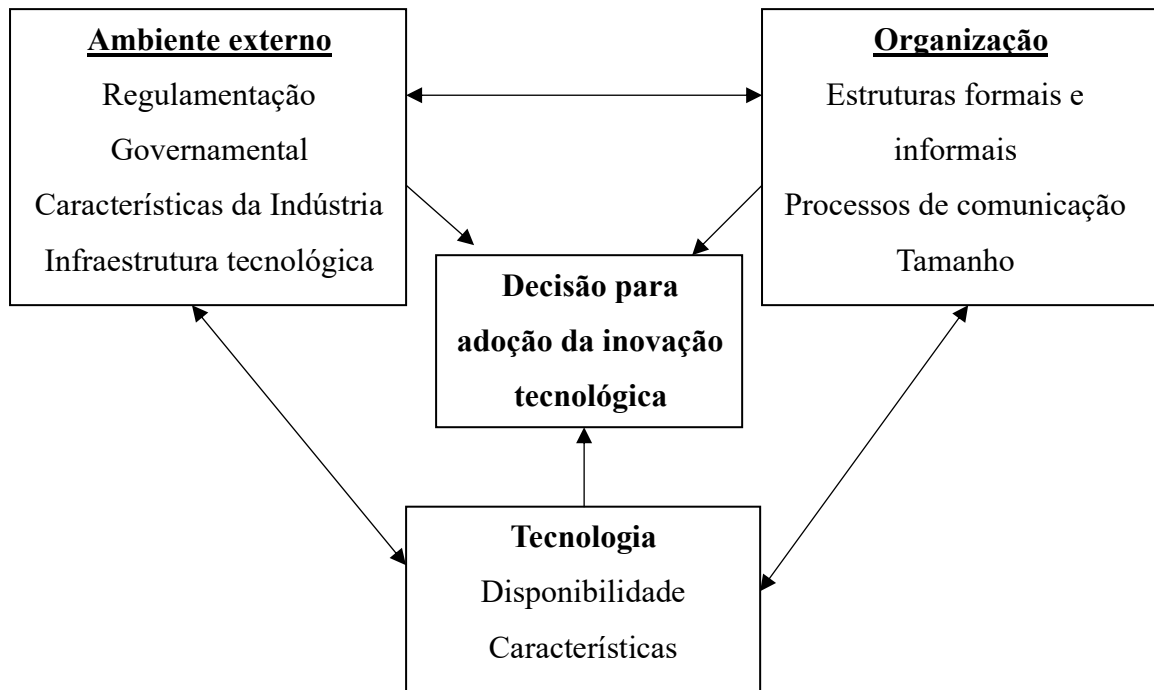 Ambiente externo
Regulamentação
Governamental
Características da Indústria
Infraestrutura tecnológica
Organização
Estruturas formais e
informais
Processos de comunicação
Tamanho
Decisão para
adoção da inovação
tecnológica
Tecnologia
Disponibilidade
Características